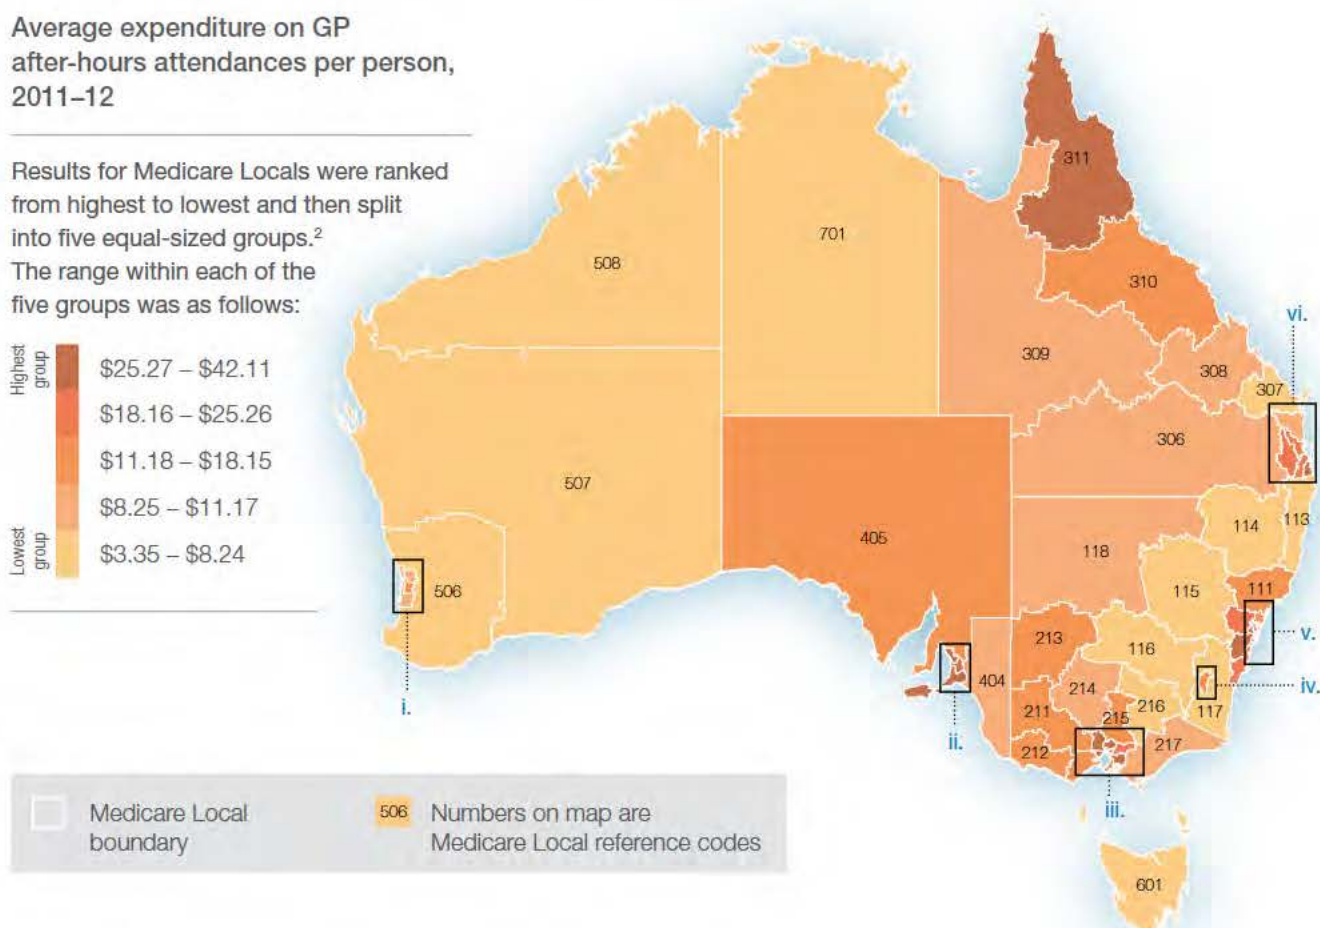 Average expenditure on GP
after-hours attendances per person,
2011–12
Results for Medicare Locals were ranked
from highest to lowest and then split
into five equal-sized groups.²
The range within each of the
five groups was as follows:
Highest
group
$25.27 – $42.11
$18.16 – $25.26
$11.18 – $18.15
$8.25 – $11.17
$3.35 – $8.24
Lowest
group
311
701
508
310
vi.
309
308
307
306
507
114
113
405
118
506
115
111
213
116
v.
404
214
iv.
211
216
117
215
i.
ii.
212
217
iii.
601
Medicare Local
boundary
506
Numbers on map are
Medicare Local reference codes